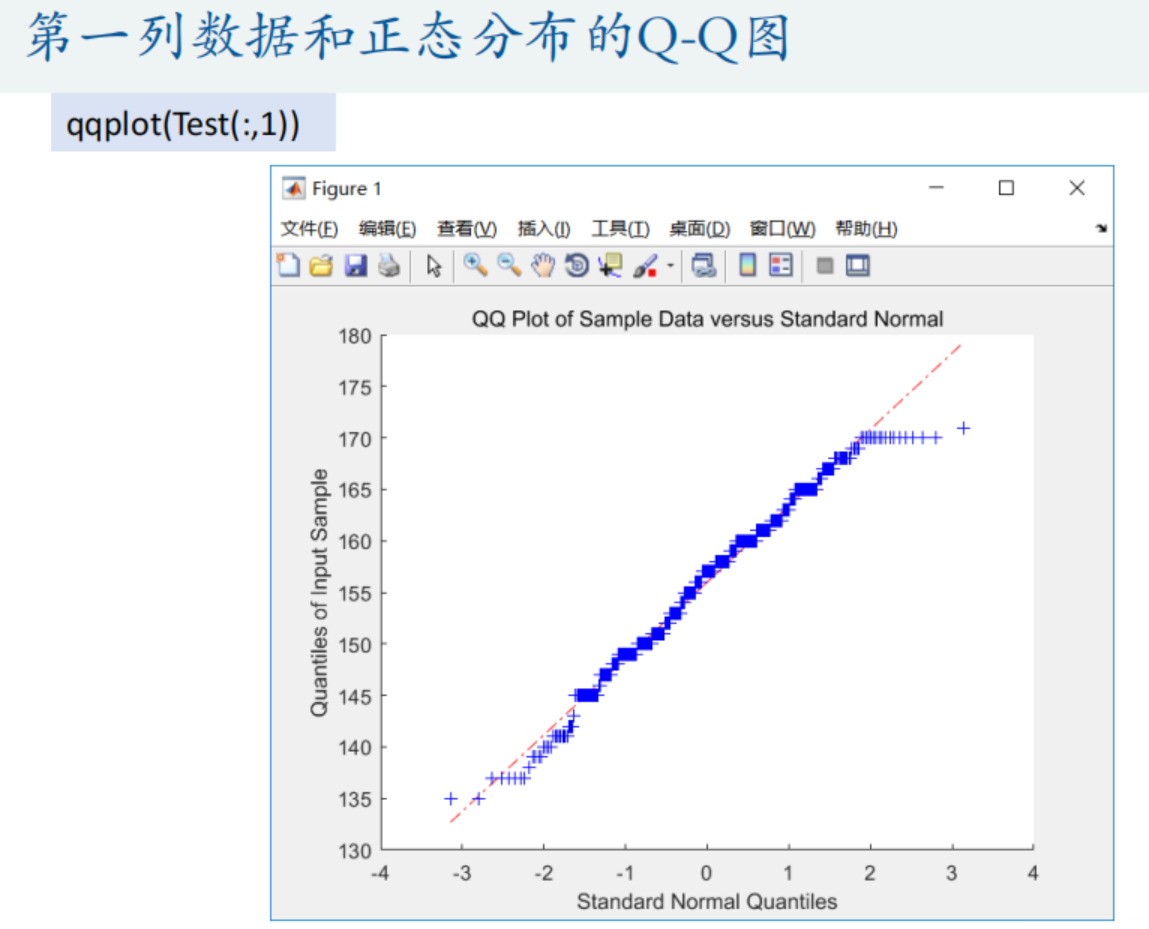 第一列数据和正态分布的Q-Q图
qqplot(Test(:,1))
Figure 1
文件(F) 编辑(E) 查看(V) 插入(I) 工具(T) 桌面(D) 窗口(W) 帮助(H)
QQ Plot of Sample Data versus Standard Normal
180
175
170
165
160
155
150
145
140
135
130
Quantiles of Input Sample
-4 -3 -2 -1 0 1 2 3 4
Standard Normal Quantiles